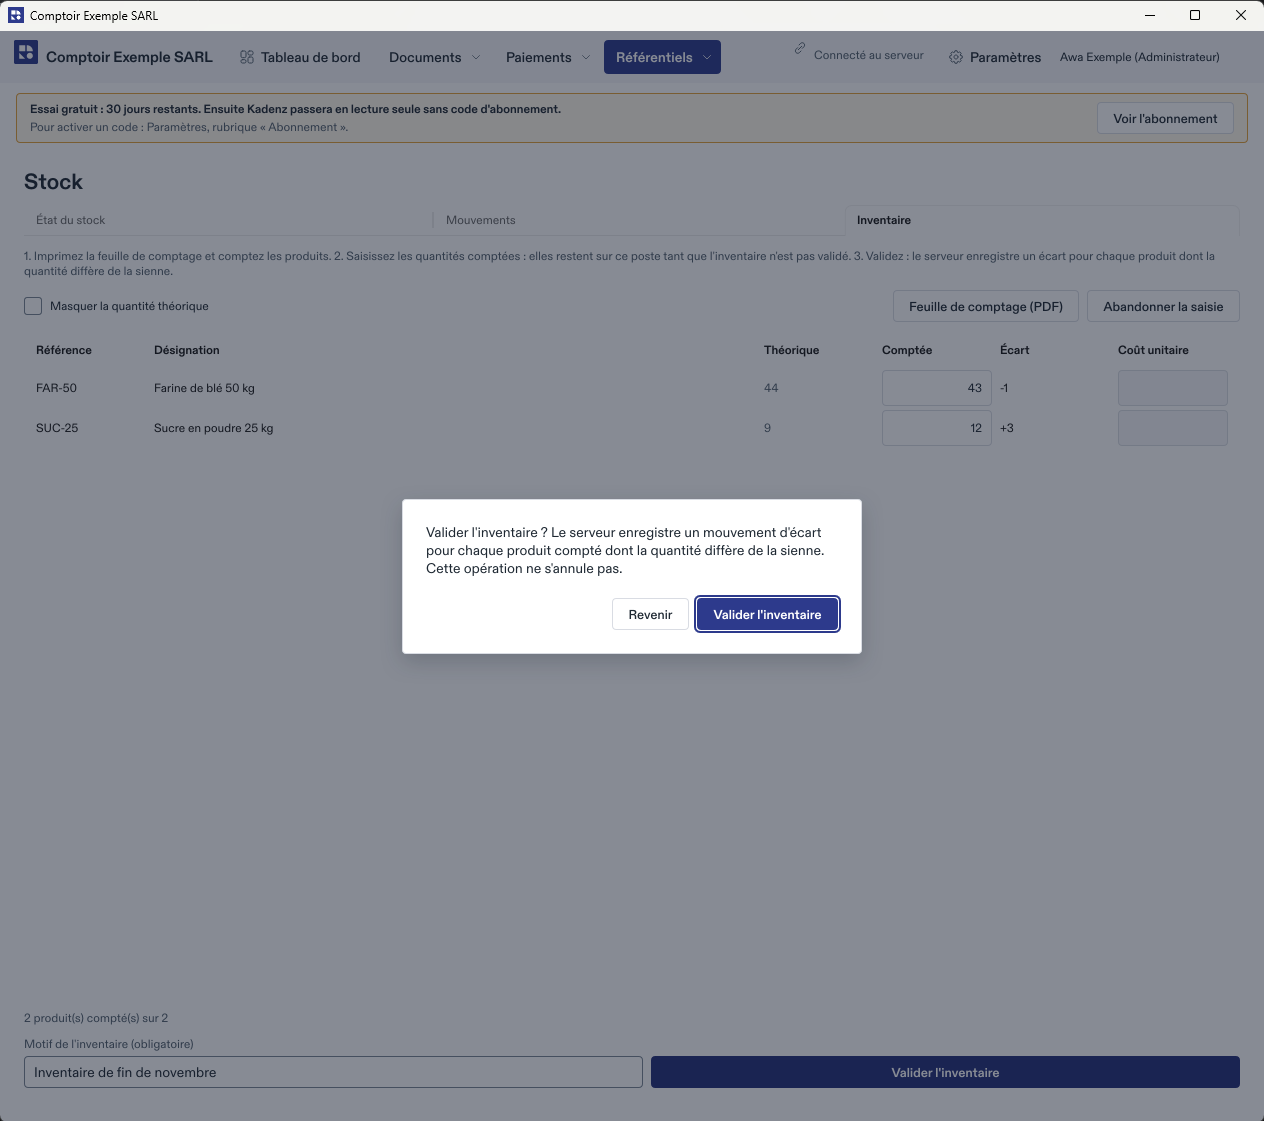 Comptoir Exemple SARL
Comptoir Exemple SARL
Tableau de bord
Documents
Paiements
Référentiels
Connecté au serveur
Paramètres
Awa Exemple (Administrateur)
Essai gratuit : 30 jours restants. Ensuite Kadenz passera en lecture seule sans code d'abonnement.
Pour activer un code : Paramètres, rubrique « Abonnement ».
Voir l'abonnement
Stock
État du stock
Mouvements
Inventaire
1. Imprimez la feuille de comptage et comptez les produits. 2. Saisissez les quantités comptées : elles restent sur ce poste tant que l'inventaire n'est pas validé. 3. Validez : le serveur enregistre un écart pour chaque produit dont la
quantité diffère de la sienne.
Masquer la quantité théorique
Feuille de comptage (PDF)
Abandonner la saisie
Référence Désignation Théorique Comptée Écart Coût unitaire
FAR-50 Farine de blé 50 kg 44 43 -1
SUC-25 Sucre en poudre 25 kg 9 12 +3
Valider l'inventaire ? Le serveur enregistre un mouvement d'écart
pour chaque produit compté dont la quantité diffère de la sienne.
Cette opération ne s'annule pas.
Revenir
Valider l'inventaire
2 produit(s) compté(s) sur 2
Motif de l'inventaire (obligatoire)
Inventaire de fin de novembre
Valider l'inventaire